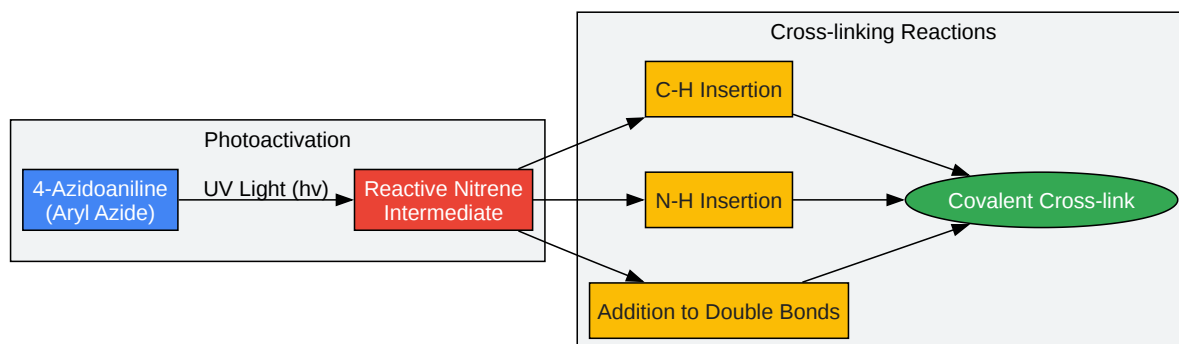 Cross-linking Reactions
Photoactivation
4-Azidoaniline
(Aryl Azide)
UV Light (hv)
Reactive Nitrene
Intermediate
C-H Insertion
N-H Insertion
Addition to Double Bonds
Covalent Cross-link